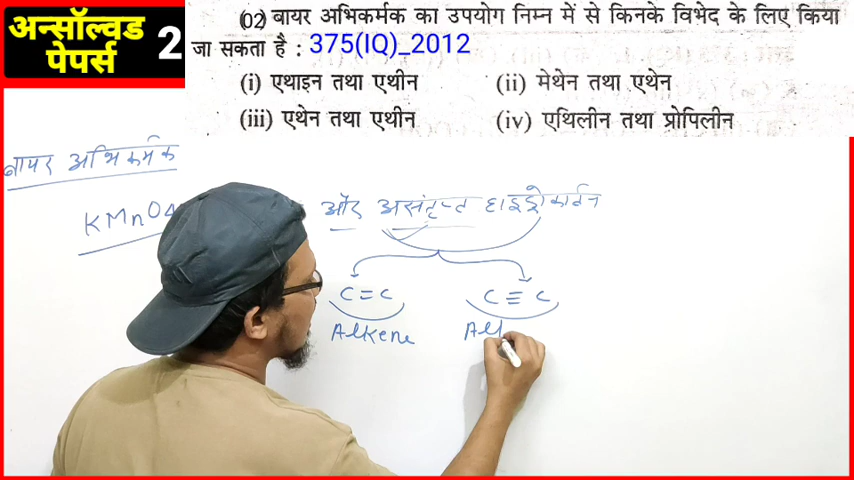 अन्सॉल्वड
पेपर्स 2
(02) बायर अभिकर्मक का उपयोग निम्न में से किनके विभेद के लिए किया
जा सकता है : 375(IQ)_2012
(i) एथाइन तथा एथीन (ii) मेथेन तथा एथेन
(iii) एथेन तथा एथीन (iv) एथिलीन तथा प्रोपिलीन
बायर अभिकर्मक
KMnO4 और असंतृप्त हाइड्रोकार्बन
C=C C≡C
Alkene Alk